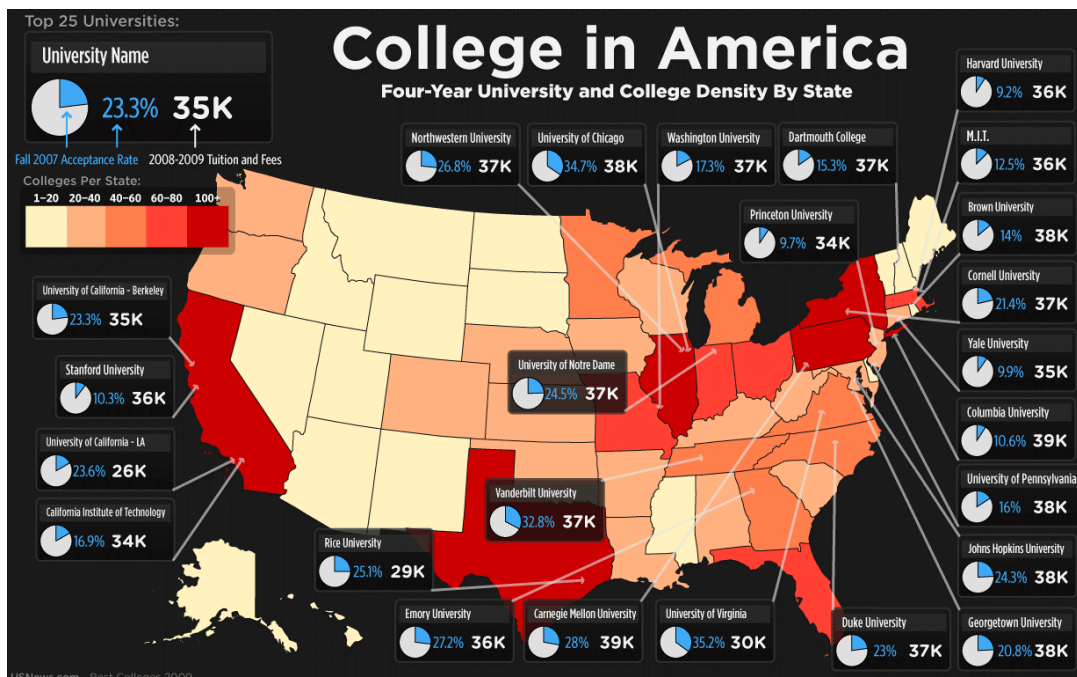 Top 25 Universities:
University Name
23.3% 35K
Fall 2007 Acceptance Rate 2008-2009 Tuition and Fees
College in America
Four-Year University and College Density By State
Colleges Per State:
1–20 20–40 40–60 60–80 100+
Northwestern University
26.8% 37K
University of Chicago
34.7% 38K
Washington University
17.3% 37K
Dartmouth College
15.3% 37K
Harvard University
9.2% 36K
M.I.T.
12.5% 36K
Princeton University
9.7% 34K
Brown University
14% 38K
Cornell University
21.4% 37K
Yale University
9.9% 35K
Columbia University
10.6% 39K
University of Pennsylvania
16% 38K
Johns Hopkins University
24.3% 38K
Georgetown University
20.8% 38K
University of California - Berkeley
23.3% 35K
Stanford University
10.3% 36K
University of California - LA
23.6% 26K
California Institute of Technology
16.9% 34K
University of Notre Dame
24.5% 37K
Vanderbilt University
32.8% 37K
Rice University
25.1% 29K
Emory University
27.2% 36K
Carnegie Mellon University
28% 39K
University of Virginia
35.2% 30K
Duke University
23% 37K
USNews.com - Best Colleges 2009